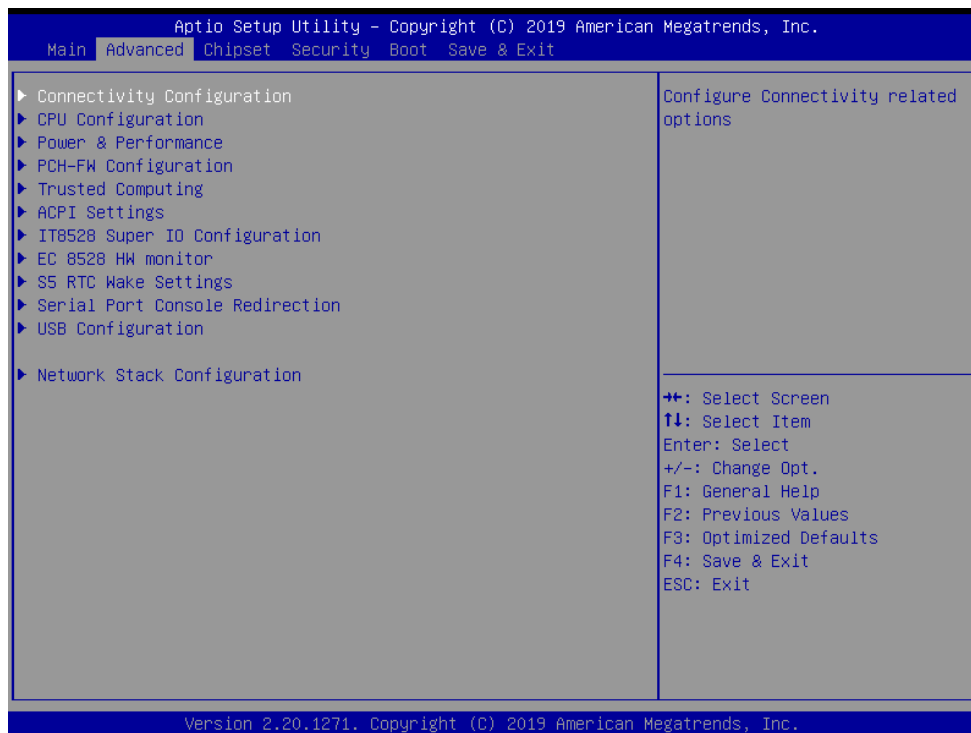 Aptio Setup Utility – Copyright (C) 2019 American Megatrends, Inc.
Main Advanced Chipset Security Boot Save & Exit
Connectivity Configuration
CPU Configuration
Power & Performance
PCH-FW Configuration
Trusted Computing
ACPI Settings
IT8528 Super IO Configuration
EC 8528 HW monitor
S5 RTC Wake Settings
Serial Port Console Redirection
USB Configuration
Network Stack Configuration
Configure Connectivity related
options
→←: Select Screen
↑↓: Select Item
Enter: Select
+/-: Change Opt.
F1: General Help
F2: Previous Values
F3: Optimized Defaults
F4: Save & Exit
ESC: Exit
Version 2.20.1271. Copyright (C) 2019 American Megatrends, Inc.